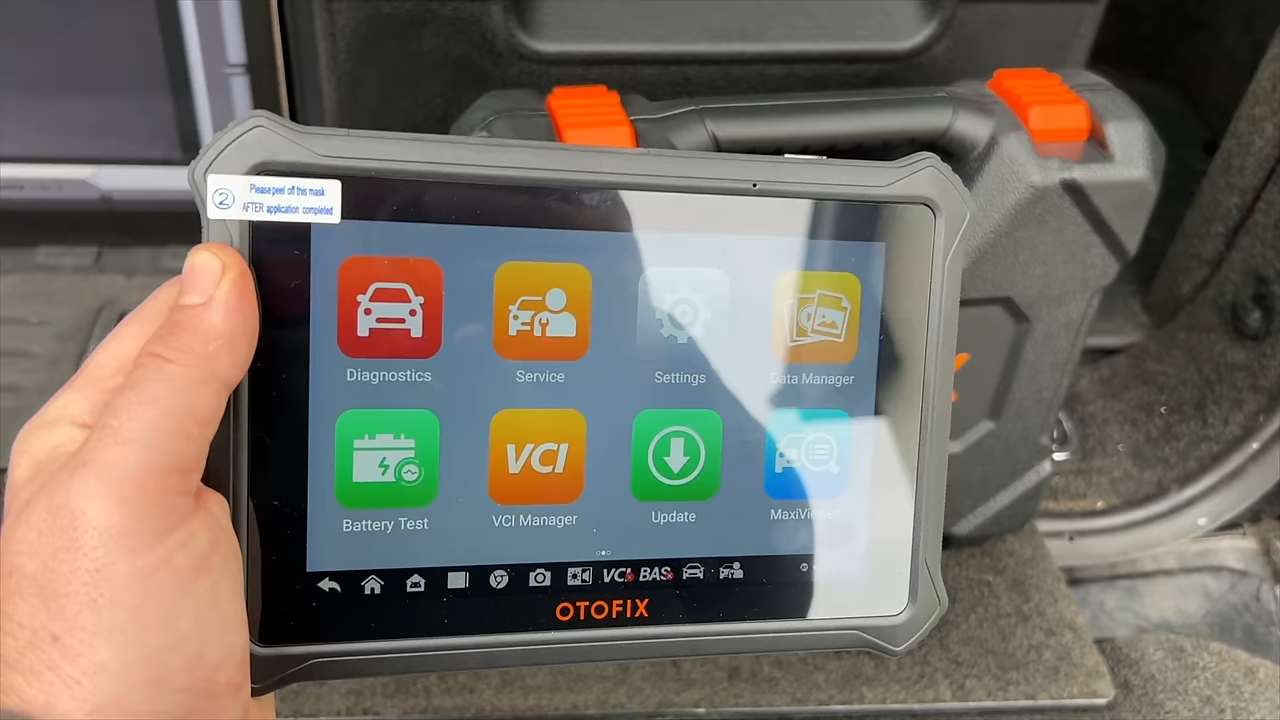 ② Please peel off this mask
AFTER application completed
Diagnostics
Service
Settings
Data Manager
Battery Test
VCI
VCI Manager
Update
MaxiViewer
VCI BAS
OTOFIX